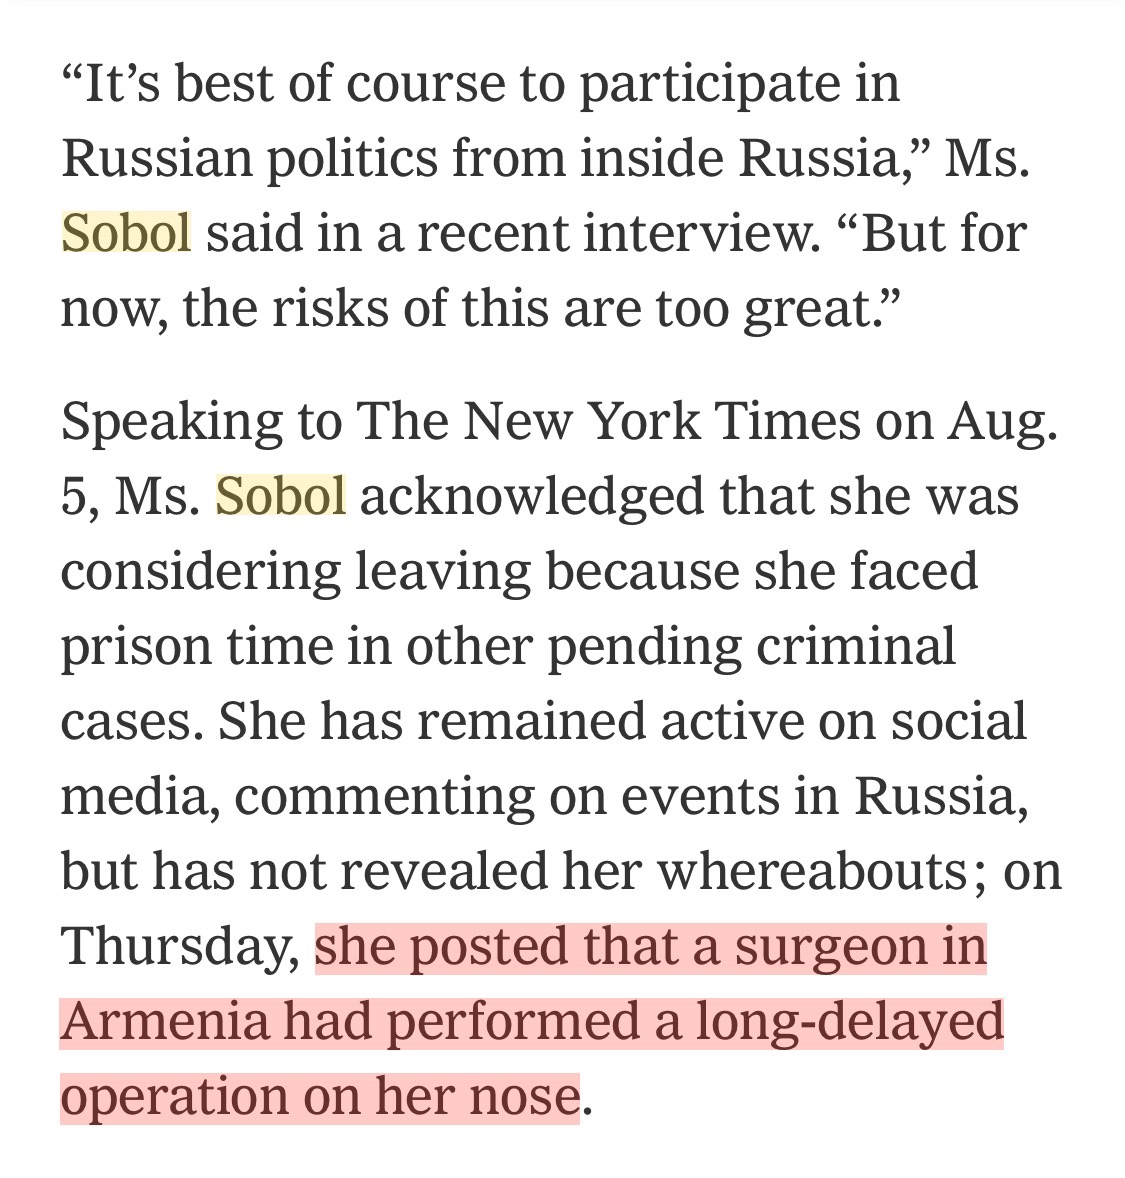 “It’s best of course to participate in
Russian politics from inside Russia,” Ms.
Sobol said in a recent interview. “But for
now, the risks of this are too great.”
Speaking to The New York Times on Aug.
5, Ms. Sobol acknowledged that she was
considering leaving because she faced
prison time in other pending criminal
cases. She has remained active on social
media, commenting on events in Russia,
but has not revealed her whereabouts; on
Thursday, she posted that a surgeon in
Armenia had performed a long-delayed
operation on her nose.